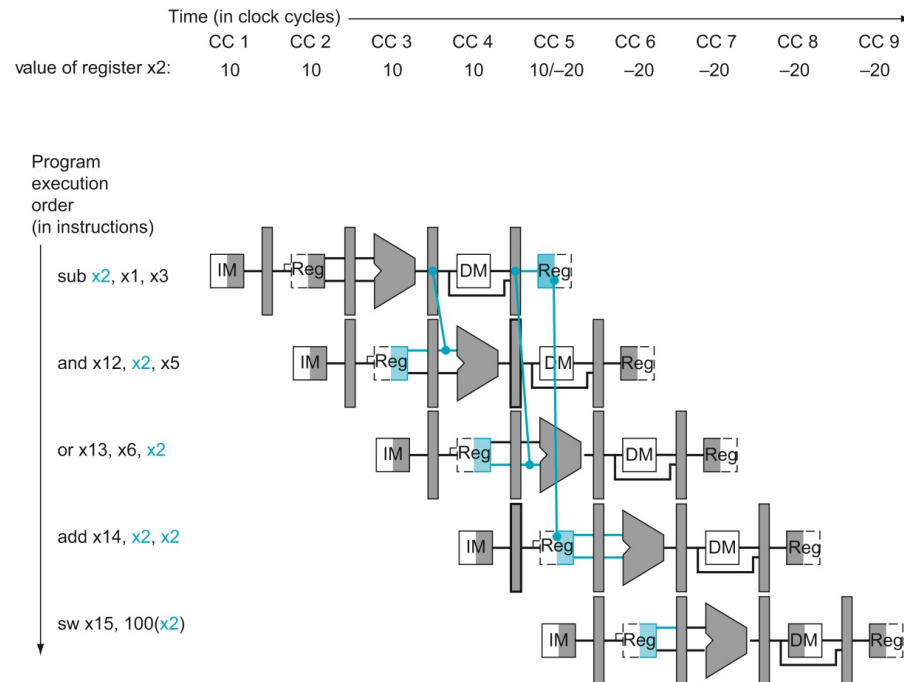 Time (in clock cycles)
CC 1 CC 2 CC 3 CC 4 CC 5 CC 6 CC 7 CC 8 CC 9
value of register x2: 10 10 10 10 10/–20 –20 –20 –20 –20
Program
execution
order
(in instructions)
sub x2, x1, x3
IM Reg DM Reg
and x12, x2, x5
IM Reg DM Reg
or x13, x6, x2
IM Reg DM Reg
add x14, x2, x2
IM Reg DM Reg
sw x15, 100(x2)
IM Reg DM Reg